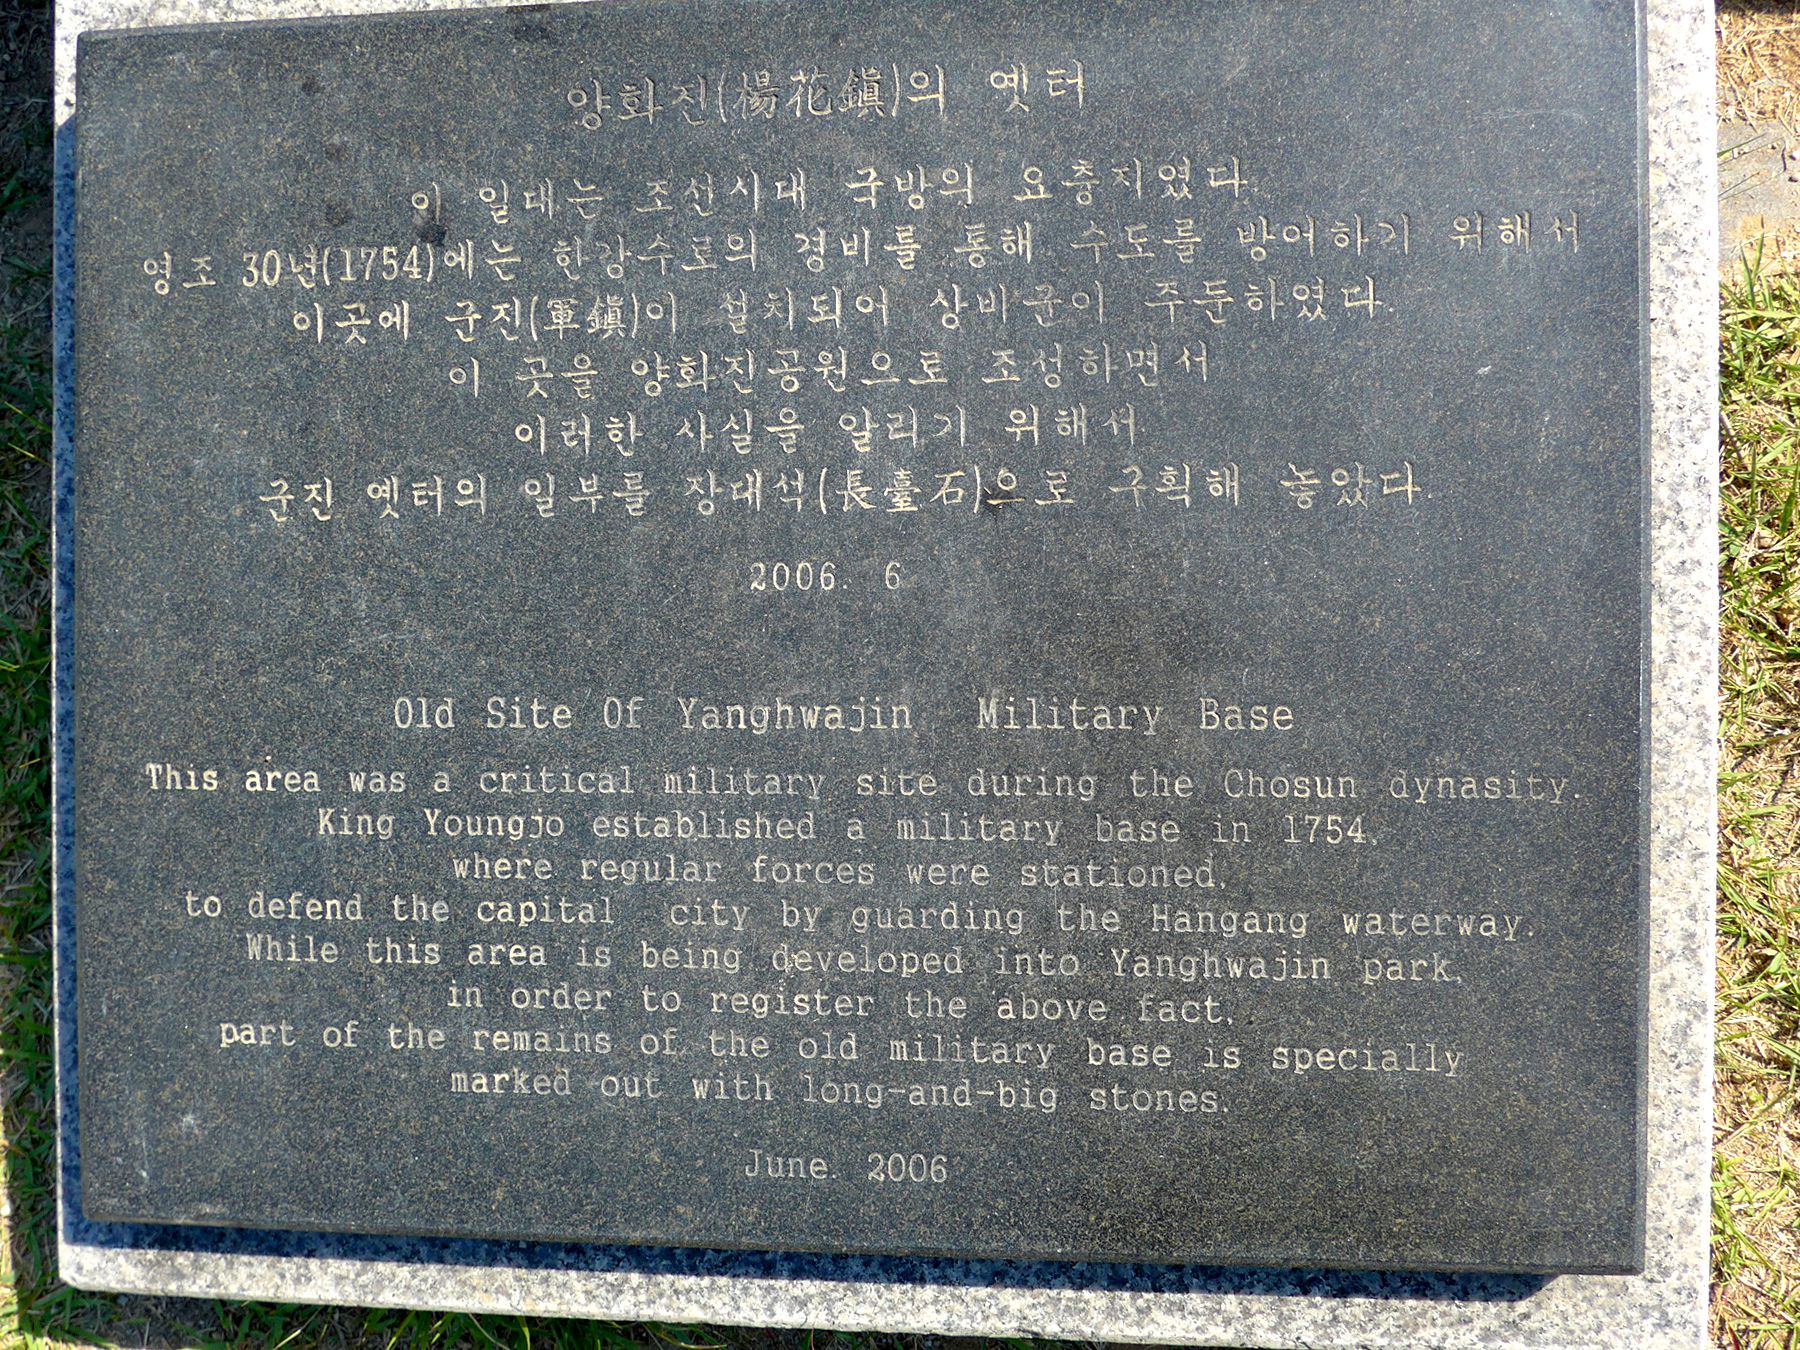 양화진(楊花鎭)의 옛터
이 일대는 조선시대 국방의 요충지였다.
영조 30년(1754)에는 한강수로의 경비를 통해 수도를 방어하기 위해서
이곳에 군진(軍鎭)이 설치되어 상비군이 주둔하였다.
이 곳을 양화진공원으로 조성하면서
이러한 사실을 알리기 위해서
군진 옛터의 일부를 장대석(長臺石)으로 구획해 놓았다.
2006. 6
Old Site Of Yanghwajin Military Base
This area was a critical military site during the Chosun dynasity.
King Youngjo established a military base in 1754,
where regular forces were stationed,
to defend the capital city by guarding the Hangang waterway.
While this area is being developed into Yanghwajin park,
in order to register the above fact,
part of the remains of the old military base is specially
marked out with long-and-big stones.
June. 2006